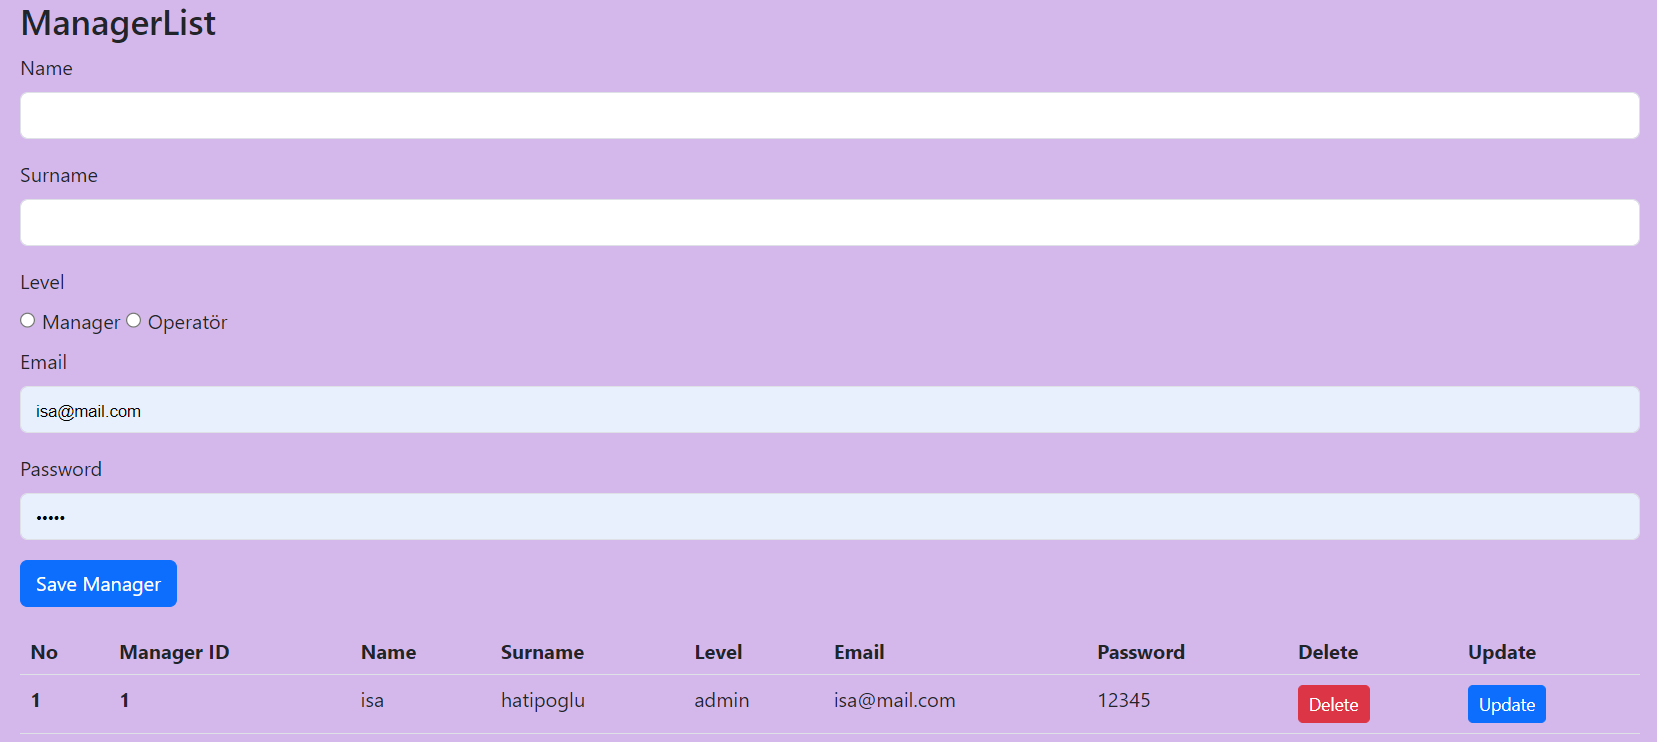 ManagerList
Name
Surname
Level
Manager Operatör
Email
isa@mail.com
Password
•••••
Save Manager
No Manager ID Name Surname Level Email Password Delete Update
1 1 isa hatipoglu admin isa@mail.com 12345 Delete Update